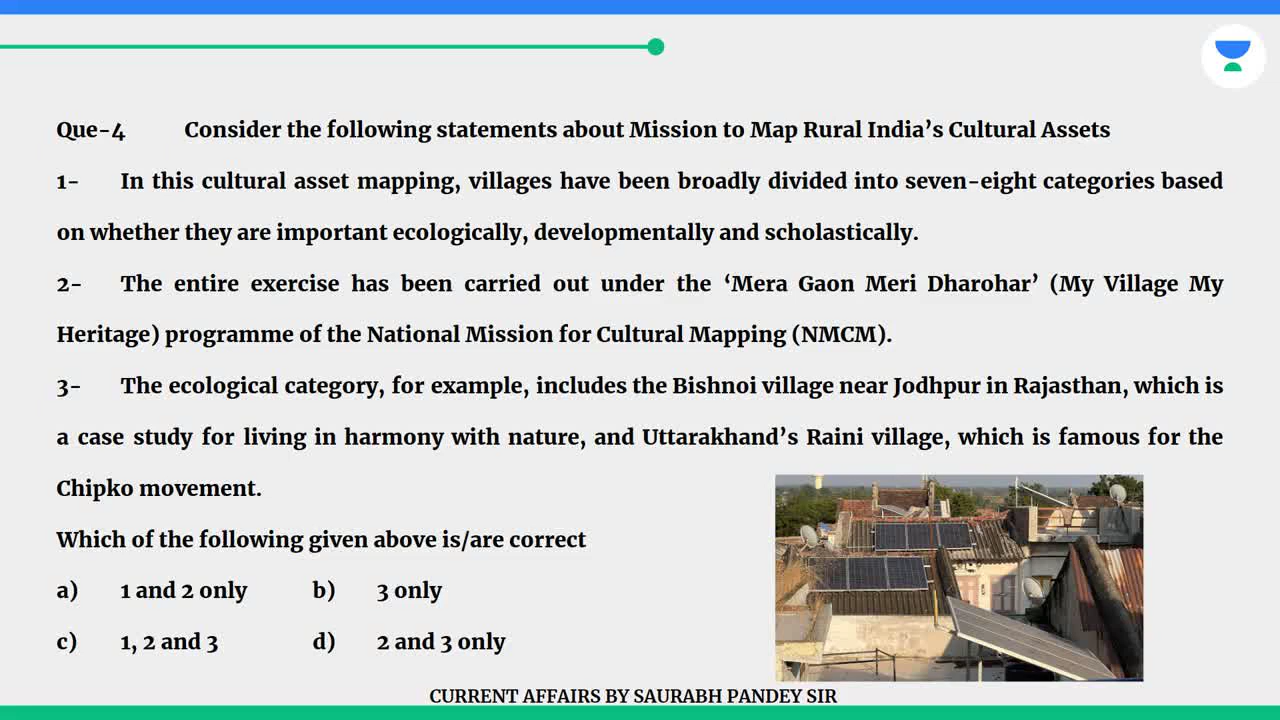 Que-4 Consider the following statements about Mission to Map Rural India’s Cultural Assets
1- In this cultural asset mapping, villages have been broadly divided into seven-eight categories based
on whether they are important ecologically, developmentally and scholastically.
2- The entire exercise has been carried out under the ‘Mera Gaon Meri Dharohar’ (My Village My
Heritage) programme of the National Mission for Cultural Mapping (NMCM).
3- The ecological category, for example, includes the Bishnoi village near Jodhpur in Rajasthan, which is
a case study for living in harmony with nature, and Uttarakhand’s Raini village, which is famous for the
Chipko movement.
Which of the following given above is/are correct
a) 1 and 2 only b) 3 only
c) 1, 2 and 3 d) 2 and 3 only
CURRENT AFFAIRS BY SAURABH PANDEY SIR